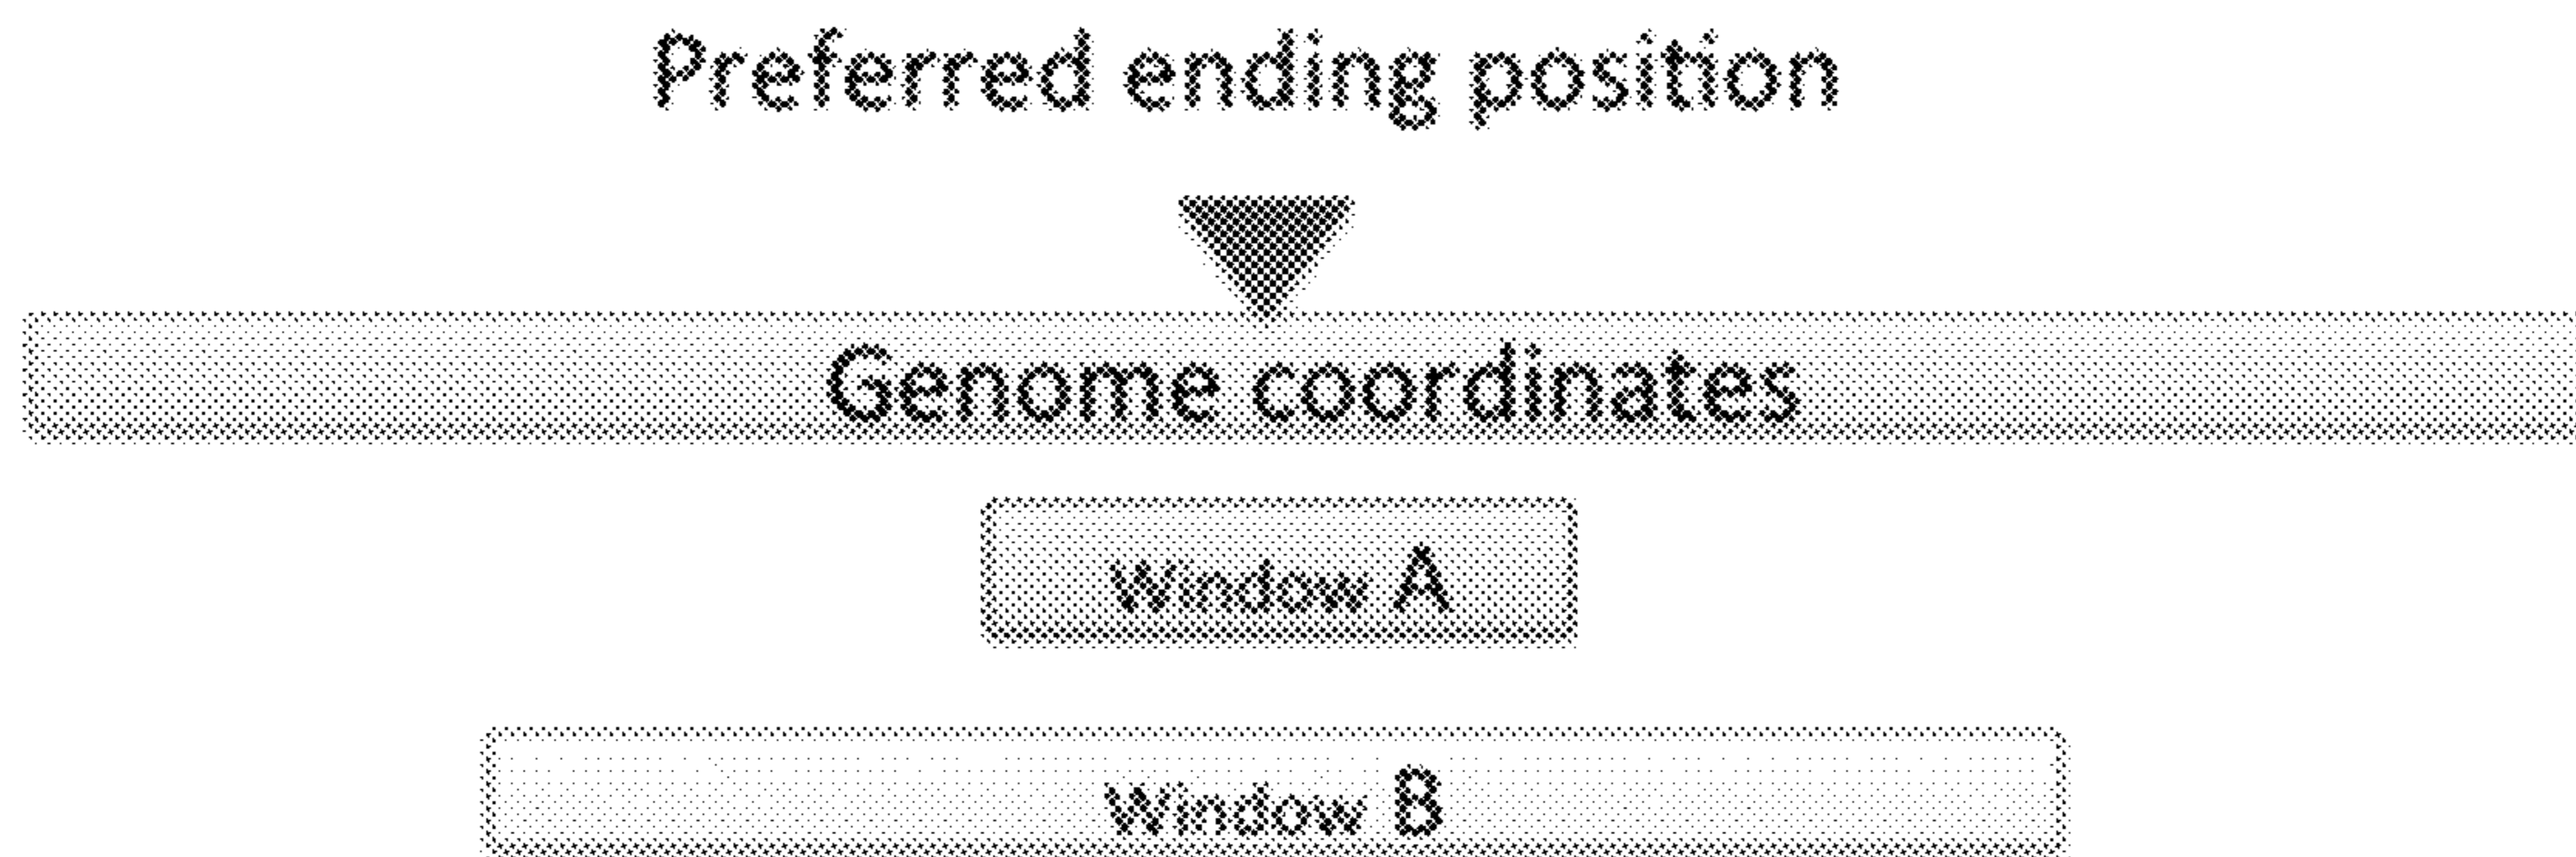 Preferred ending position
Genome coordinates
Window A
Window B